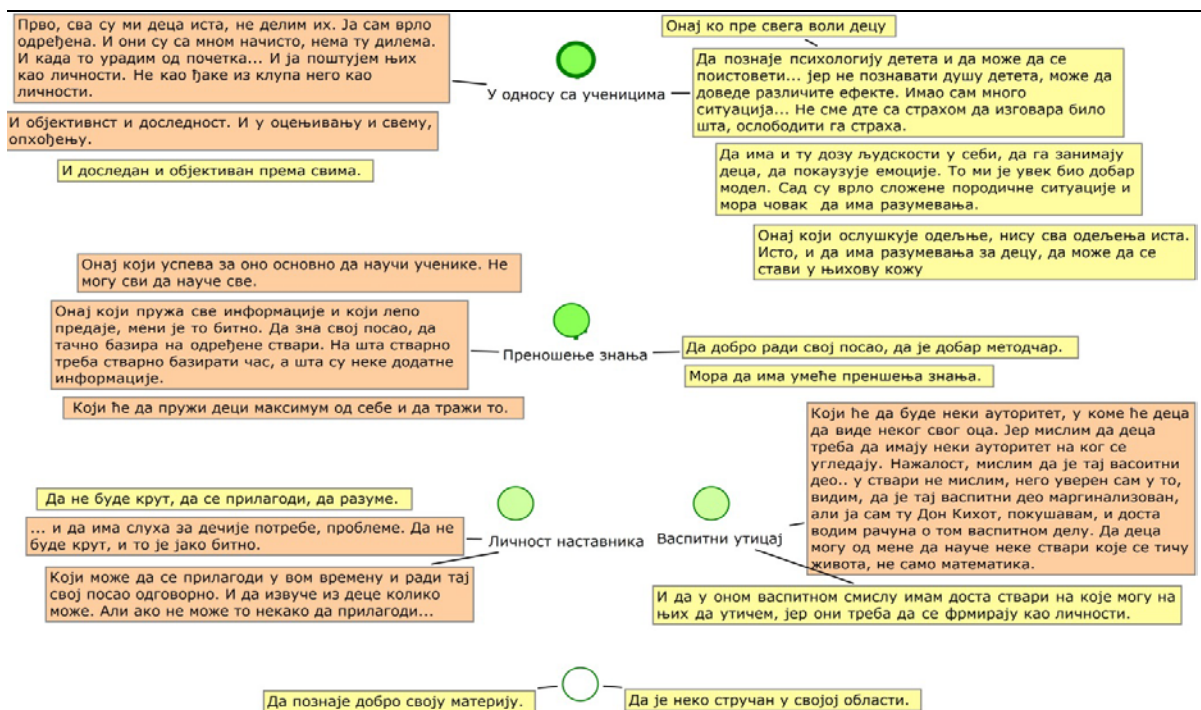 Прво, сва су ми деца иста, не делим их. Ја сам врло
одређена. И они су са мном начисто, нема ту дилема.
И када то урадим од почетка... И ја поштујем њих
као личности. Не као ђаке из клупа него као
личности.
И објективнст и доследност. И у оцењивању и свему,
опхођењу.
И доследан и објективан према свима.
У односу са ученицима
Онај ко пре свега воли децу
Да познаје психологију детета и да може да се
поистовети... јер не познавати душу детета, може да
доведе различите ефекте. Имао сам много
ситуација... Не сме дте са страхом да изговара било
шта, ослободити га страха.
Да има и ту дозу људскости у себи, да га занимају
деца, да покаузује емоције. То ми је увек био добар
модел. Сад су врло сложене породичне ситуације и
мора човак да има разумевања.
Онај који ослушкује одељње, нису сва одељења иста.
Исто, и да има разумевања за децу, да може да се
стави у њихову кожу
Онај који успева за оно основно да научи ученике. Не
могу сви да науче све.
Онај који пружа све информације и који лепо
предаје, мени је то битно. Да зна свој посао, да
тачно базира на одређене ствари. На шта стварно
треба стварно базирати час, а шта су неке додатне
информације.
Који ће да пружи деци максимум од себе и да тражи то.
Преношење знања
Да добро ради свој посао, да је добар методчар.
Мора да има умеће преншења знања.
Да не буде крут, да се прилагоди, да разуме.
... и да има слуха за дечије потребе, проблеме. Да не
буде крут, и то је јако битно.
Који може да се прилагоди у вом времену и ради тај
свој посао одговорно. И да извуче из деце колико
може. Али ако не може то некако да прилагоди...
Личност наставника
Васпитни утицај
Који ће да буде неки ауторитет, у коме ће деца
да виде неког свог оца. Јер мислим да деца
треба да имају неки ауторитет на ког се
угледају. Нажалост, мислим да је тај васоитни
део.. у ствари не мислим, него уверен сам у то,
видим, да је тај васпитни део маргинализован,
али ја сам ту Дон Кихот, покушавам, и доста
водим рачуна о том васпитном делу. Да деца
могу од мене да науче неке ствари које се тичу
живота, не само математика.
И да у оном васпитном смислу имам доста ствари на које могу на
њих да утичем, јер они треба да се фрмирају као личности.
Да познаје добро своју материју.
Да је неко стручан у својој области.